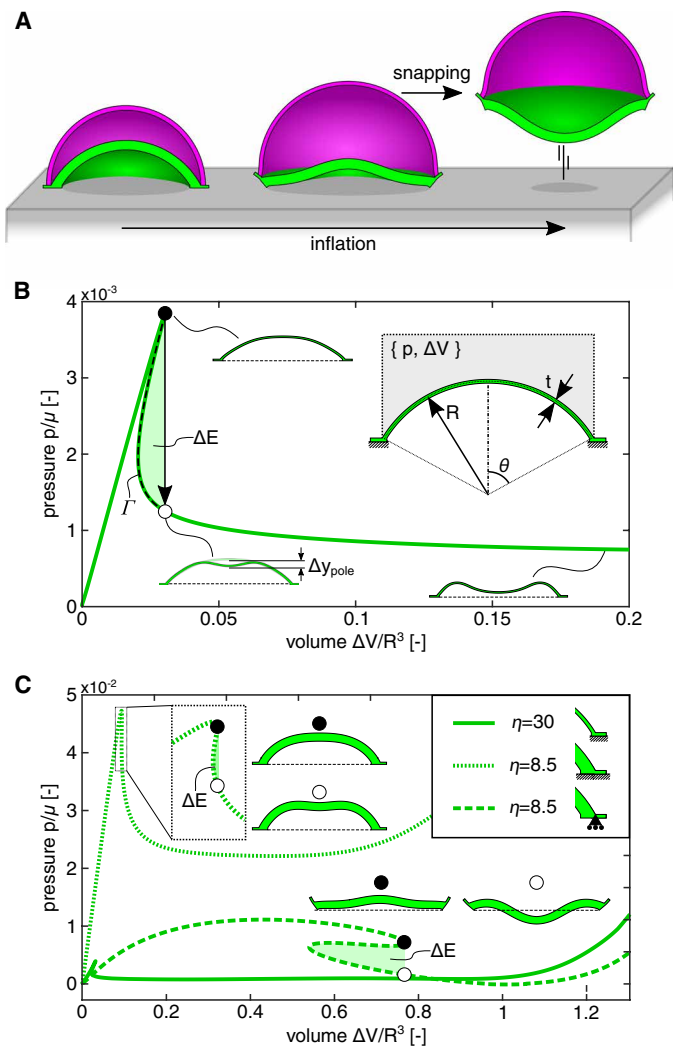 A
snapping
inflation
B
x10⁻³
4
3
2
1
0
pressure p/μ [-]
ΔE
Γ
{ p, ΔV }
t
R
θ
Δy_pole
0
0.05
0.1
0.15
0.2
volume ΔV/R³ [-]
C
x10⁻²
5
4
3
2
1
0
pressure p/μ [-]
ΔE
η=30
η=8.5
η=8.5
ΔE
0
0.2
0.4
0.6
0.8
1
1.2
volume ΔV/R³ [-]